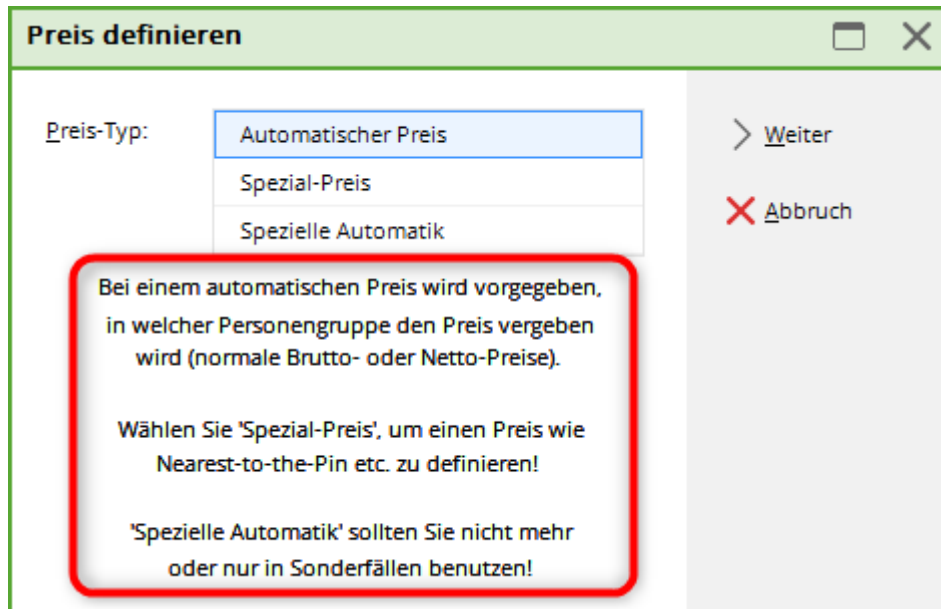 Preis definieren
Preis-Typ:
Automatischer Preis
Spezial-Preis
Spezielle Automatik
Weiter
Abbruch
Bei einem automatischen Preis wird vorgegeben,
in welcher Personengruppe den Preis vergeben
wird (normale Brutto- oder Netto-Preise).
Wählen Sie 'Spezial-Preis', um einen Preis wie
Nearest-to-the-Pin etc. zu definieren!
'Spezielle Automatik' sollten Sie nicht mehr
oder nur in Sonderfällen benutzen!